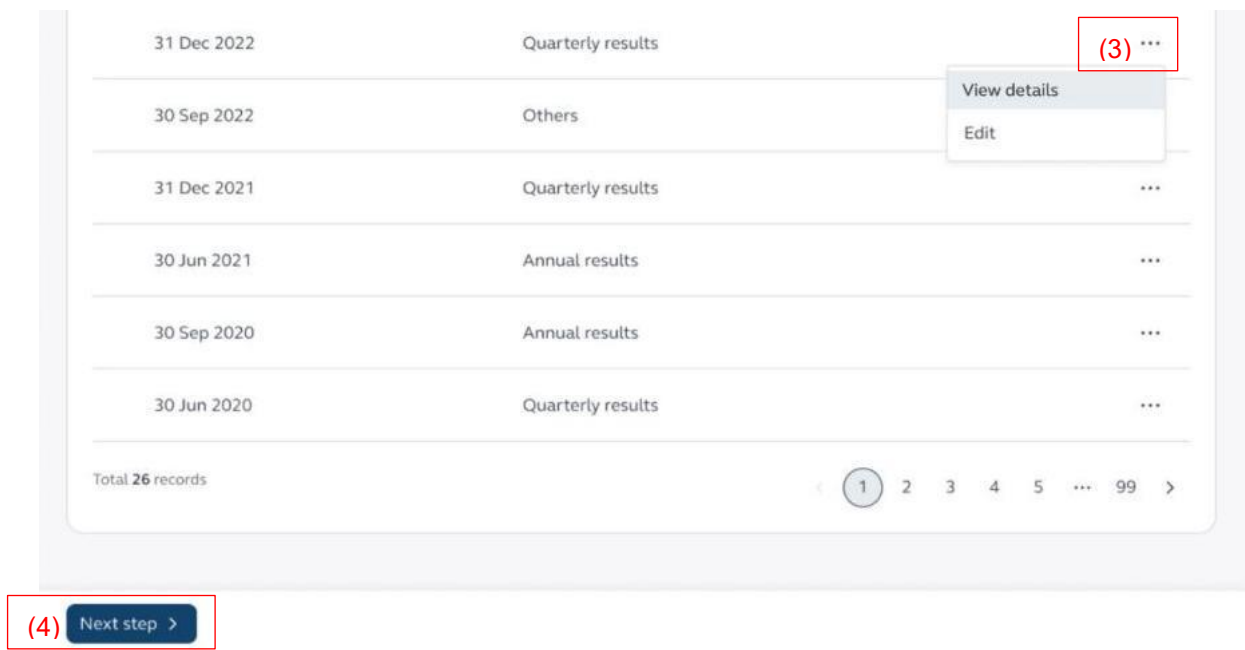 31 Dec 2022 Quarterly results (3) ...
View details
30 Sep 2022 Others
Edit
31 Dec 2021 Quarterly results ...
30 Jun 2021 Annual results ...
30 Sep 2020 Annual results ...
30 Jun 2020 Quarterly results ...
Total 26 records < 1 2 3 4 5 ... 99 >
(4) Next step >